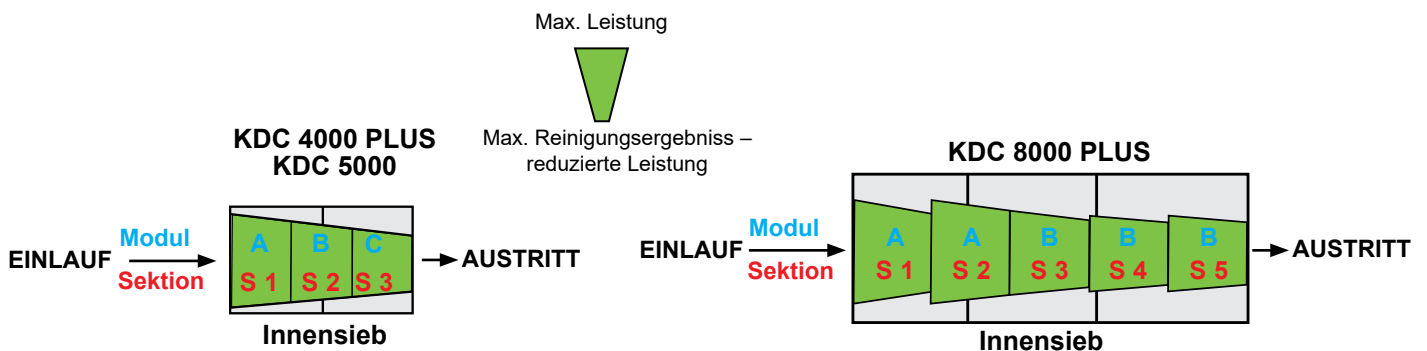 Max. Leistung
Max. Reinigungsergebniss –
reduzierte Leistung
KDC 4000 PLUS
KDC 5000
EINLAUF
Modul
Sektion
A B C
S 1 S 2 S 3
AUSTRITT
Innensieb
KDC 8000 PLUS
EINLAUF
Modul
Sektion
A A B B B
S 1 S 2 S 3 S 4 S 5
AUSTRITT
Innensieb